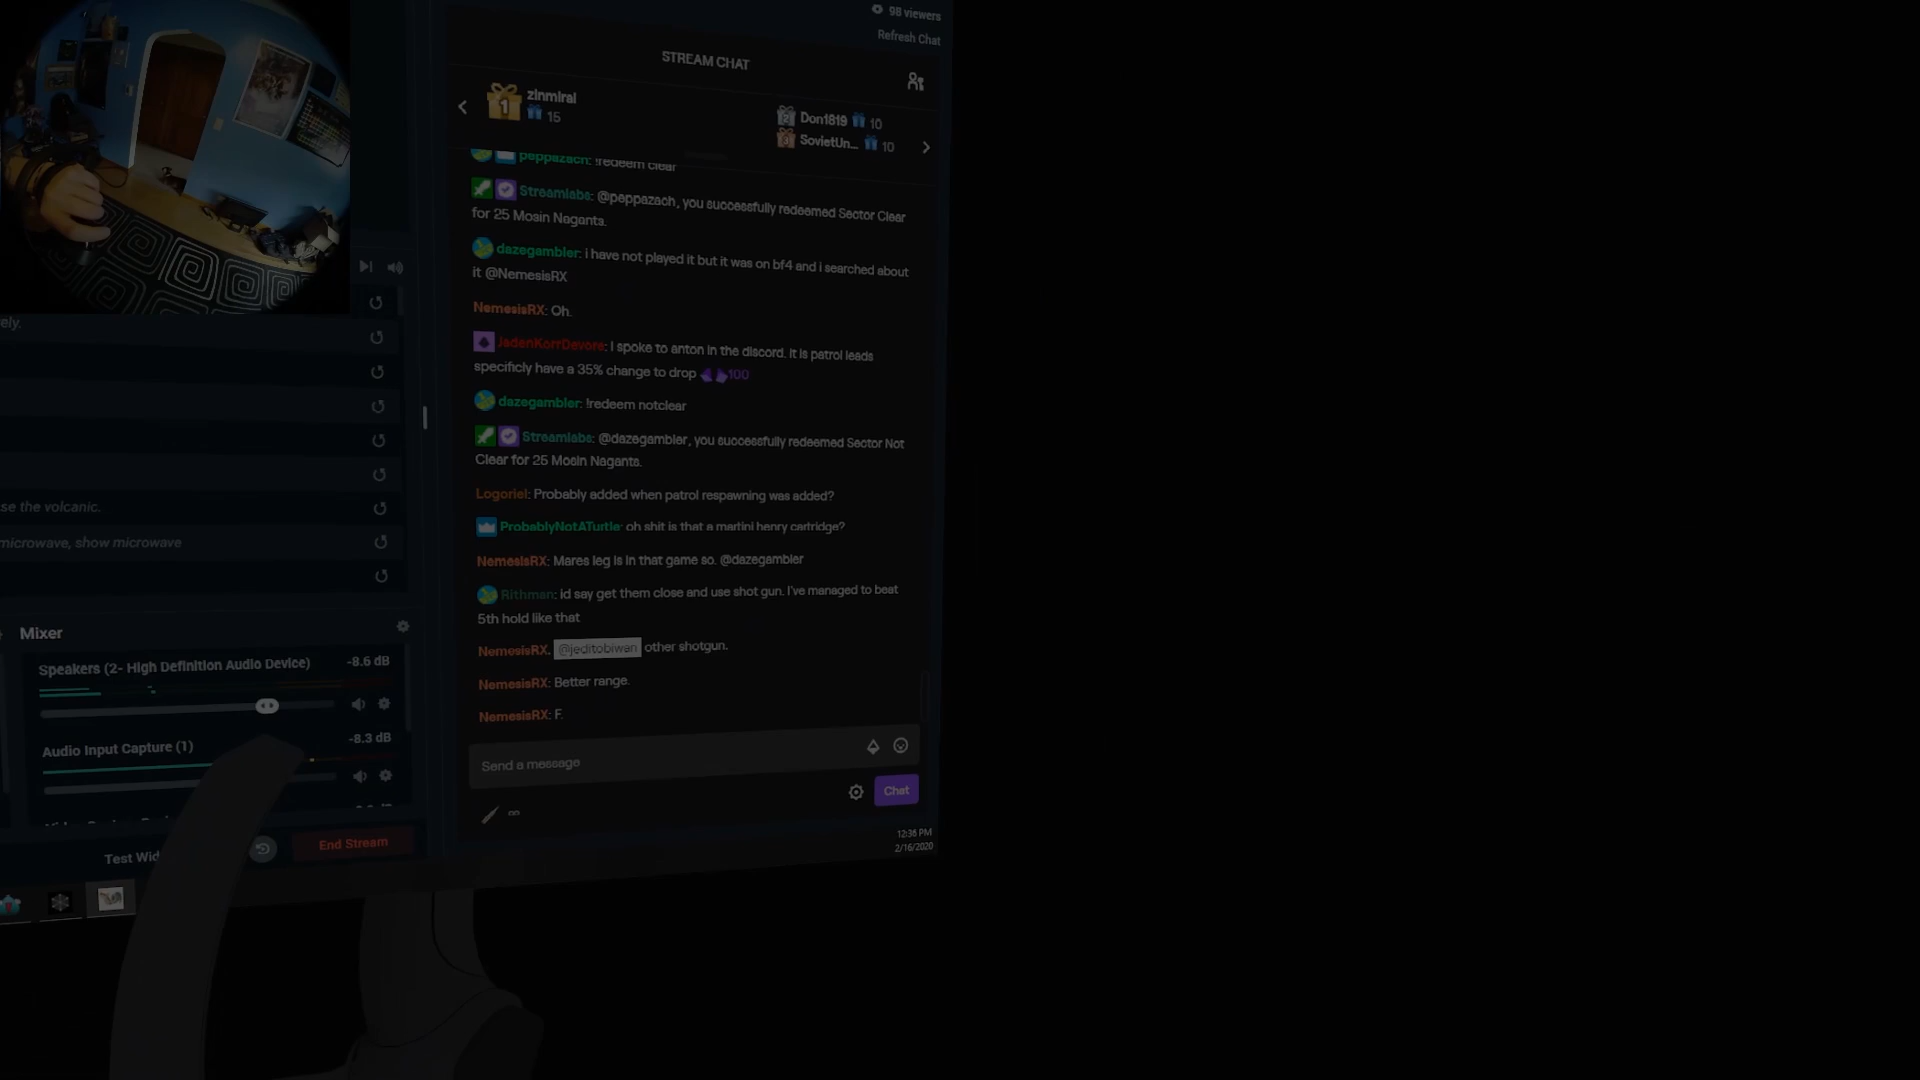 98 viewers
Refresh Chat
STREAM CHAT
1
zinmiral
15
2 Don1819 10
3 SovietUn... 10
peppazach: !redeem clear
Streamlabs: @peppazach, you successfully redeemed Sector Clear
for 25 Mosin Nagants.
dazegambler: i have not played it but it was on bf4 and i searched about
it @NemesisRX
NemesisRX: Oh.
JadenKorrDevore: I spoke to anton in the discord. it is patrol leads
specificly have a 35% change to drop 100
dazegambler: !redeem notclear
Streamlabs: @dazegambler, you successfully redeemed Sector Not
Clear for 25 Mosin Nagants.
Logoriel: Probably added when patrol respawning was added?
ProbablyNotATurtle: oh shit is that a martini henry cartridge?
NemesisRX: Mares leg is in that game so. @dazegambler
Rithman: id say get them close and use shot gun. I've managed to beat
5th hold like that
NemesisRX: @jeditobiwan other shotgun.
NemesisRX: Better range.
NemesisRX: F.
Send a message
Chat
∞
12:36 PM
2/16/2020
ely.
se the volcanic.
microwave, show microwave
Mixer
Speakers (2- High Definition Audio Device) -8.6 dB
Audio Input Capture (1) -8.3 dB
Test Wid
End Stream